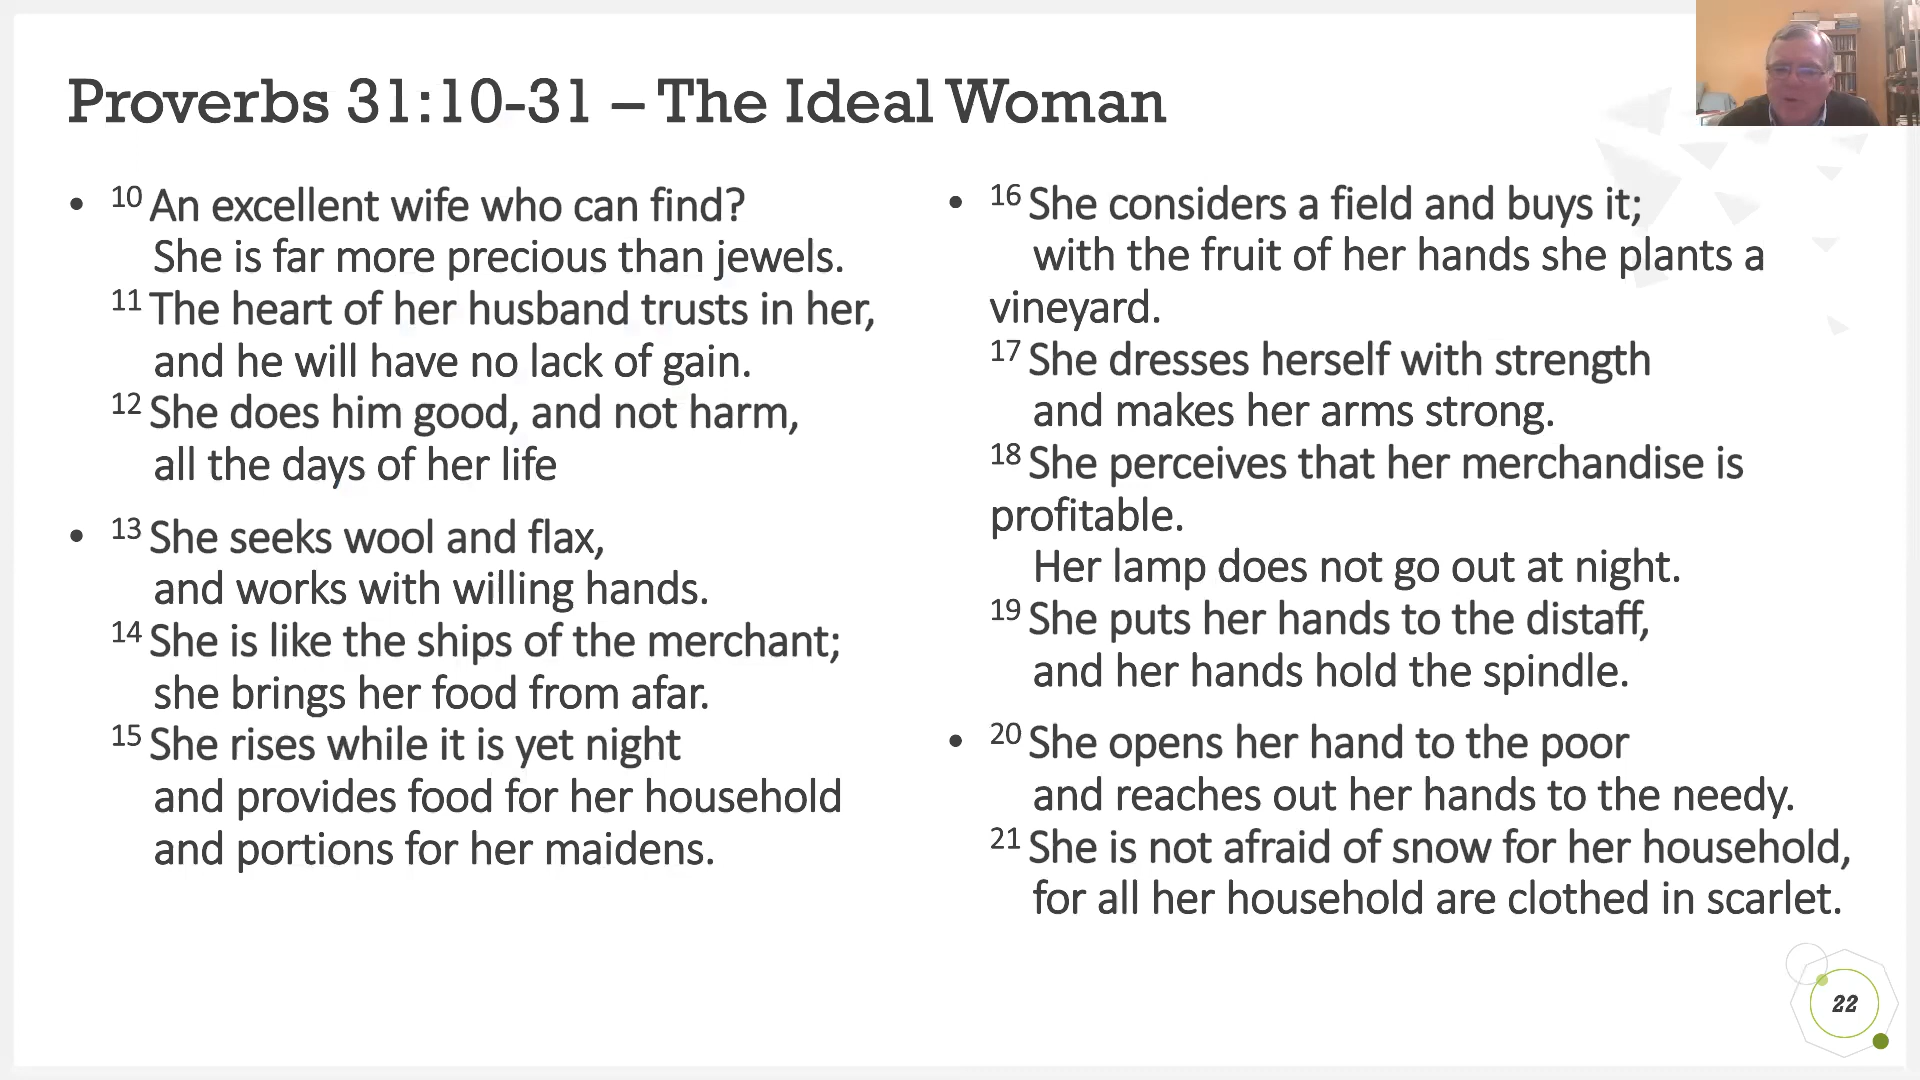 Proverbs 31:10-31 – The Ideal Woman
• 10 An excellent wife who can find?
She is far more precious than jewels.
11 The heart of her husband trusts in her,
and he will have no lack of gain.
12 She does him good, and not harm,
all the days of her life
• 13 She seeks wool and flax,
and works with willing hands.
14 She is like the ships of the merchant;
she brings her food from afar.
15 She rises while it is yet night
and provides food for her household
and portions for her maidens.
• 16 She considers a field and buys it;
with the fruit of her hands she plants a
vineyard.
17 She dresses herself with strength
and makes her arms strong.
18 She perceives that her merchandise is
profitable.
Her lamp does not go out at night.
19 She puts her hands to the distaff,
and her hands hold the spindle.
• 20 She opens her hand to the poor
and reaches out her hands to the needy.
21 She is not afraid of snow for her household,
for all her household are clothed in scarlet.
22